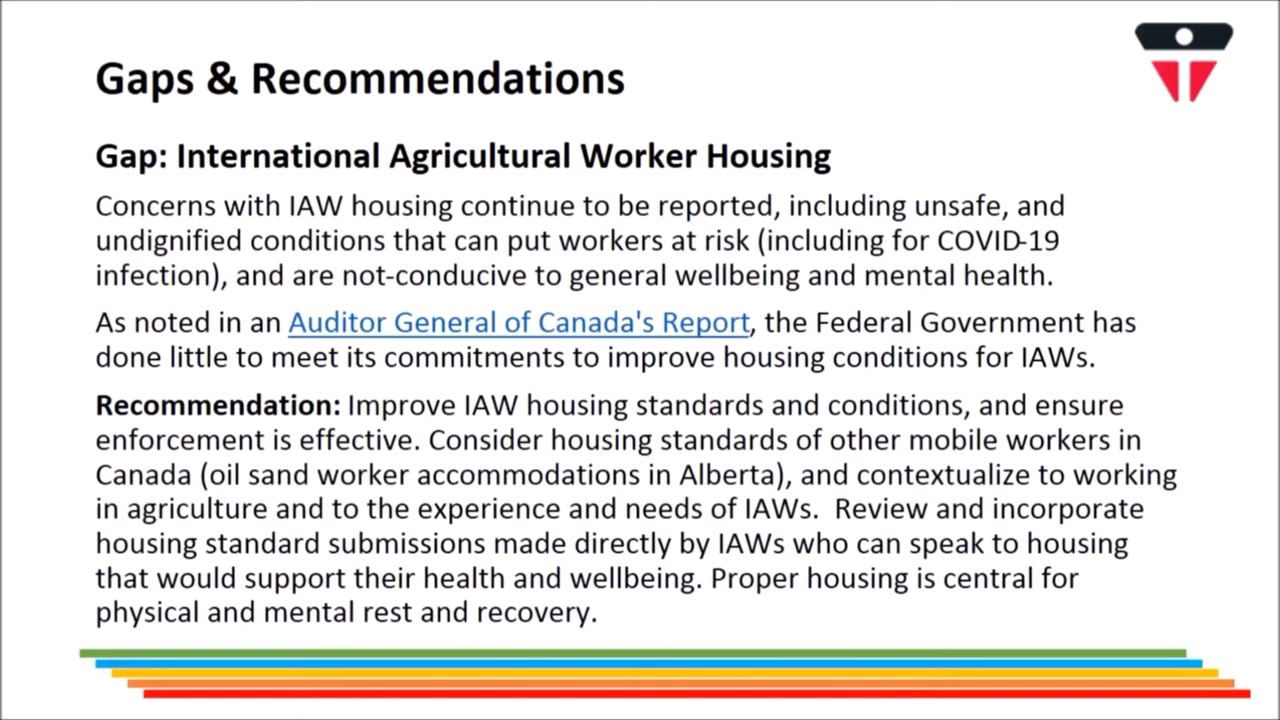 Gaps & Recommendations
Gap: International Agricultural Worker Housing
Concerns with IAW housing continue to be reported, including unsafe, and
undignified conditions that can put workers at risk (including for COVID-19
infection), and are not-conducive to general wellbeing and mental health.
As noted in an Auditor General of Canada's Report, the Federal Government has
done little to meet its commitments to improve housing conditions for IAWs.
Recommendation: Improve IAW housing standards and conditions, and ensure
enforcement is effective. Consider housing standards of other mobile workers in
Canada (oil sand worker accommodations in Alberta), and contextualize to working
in agriculture and to the experience and needs of IAWs.  Review and incorporate
housing standard submissions made directly by IAWs who can speak to housing
that would support their health and wellbeing. Proper housing is central for
physical and mental rest and recovery.